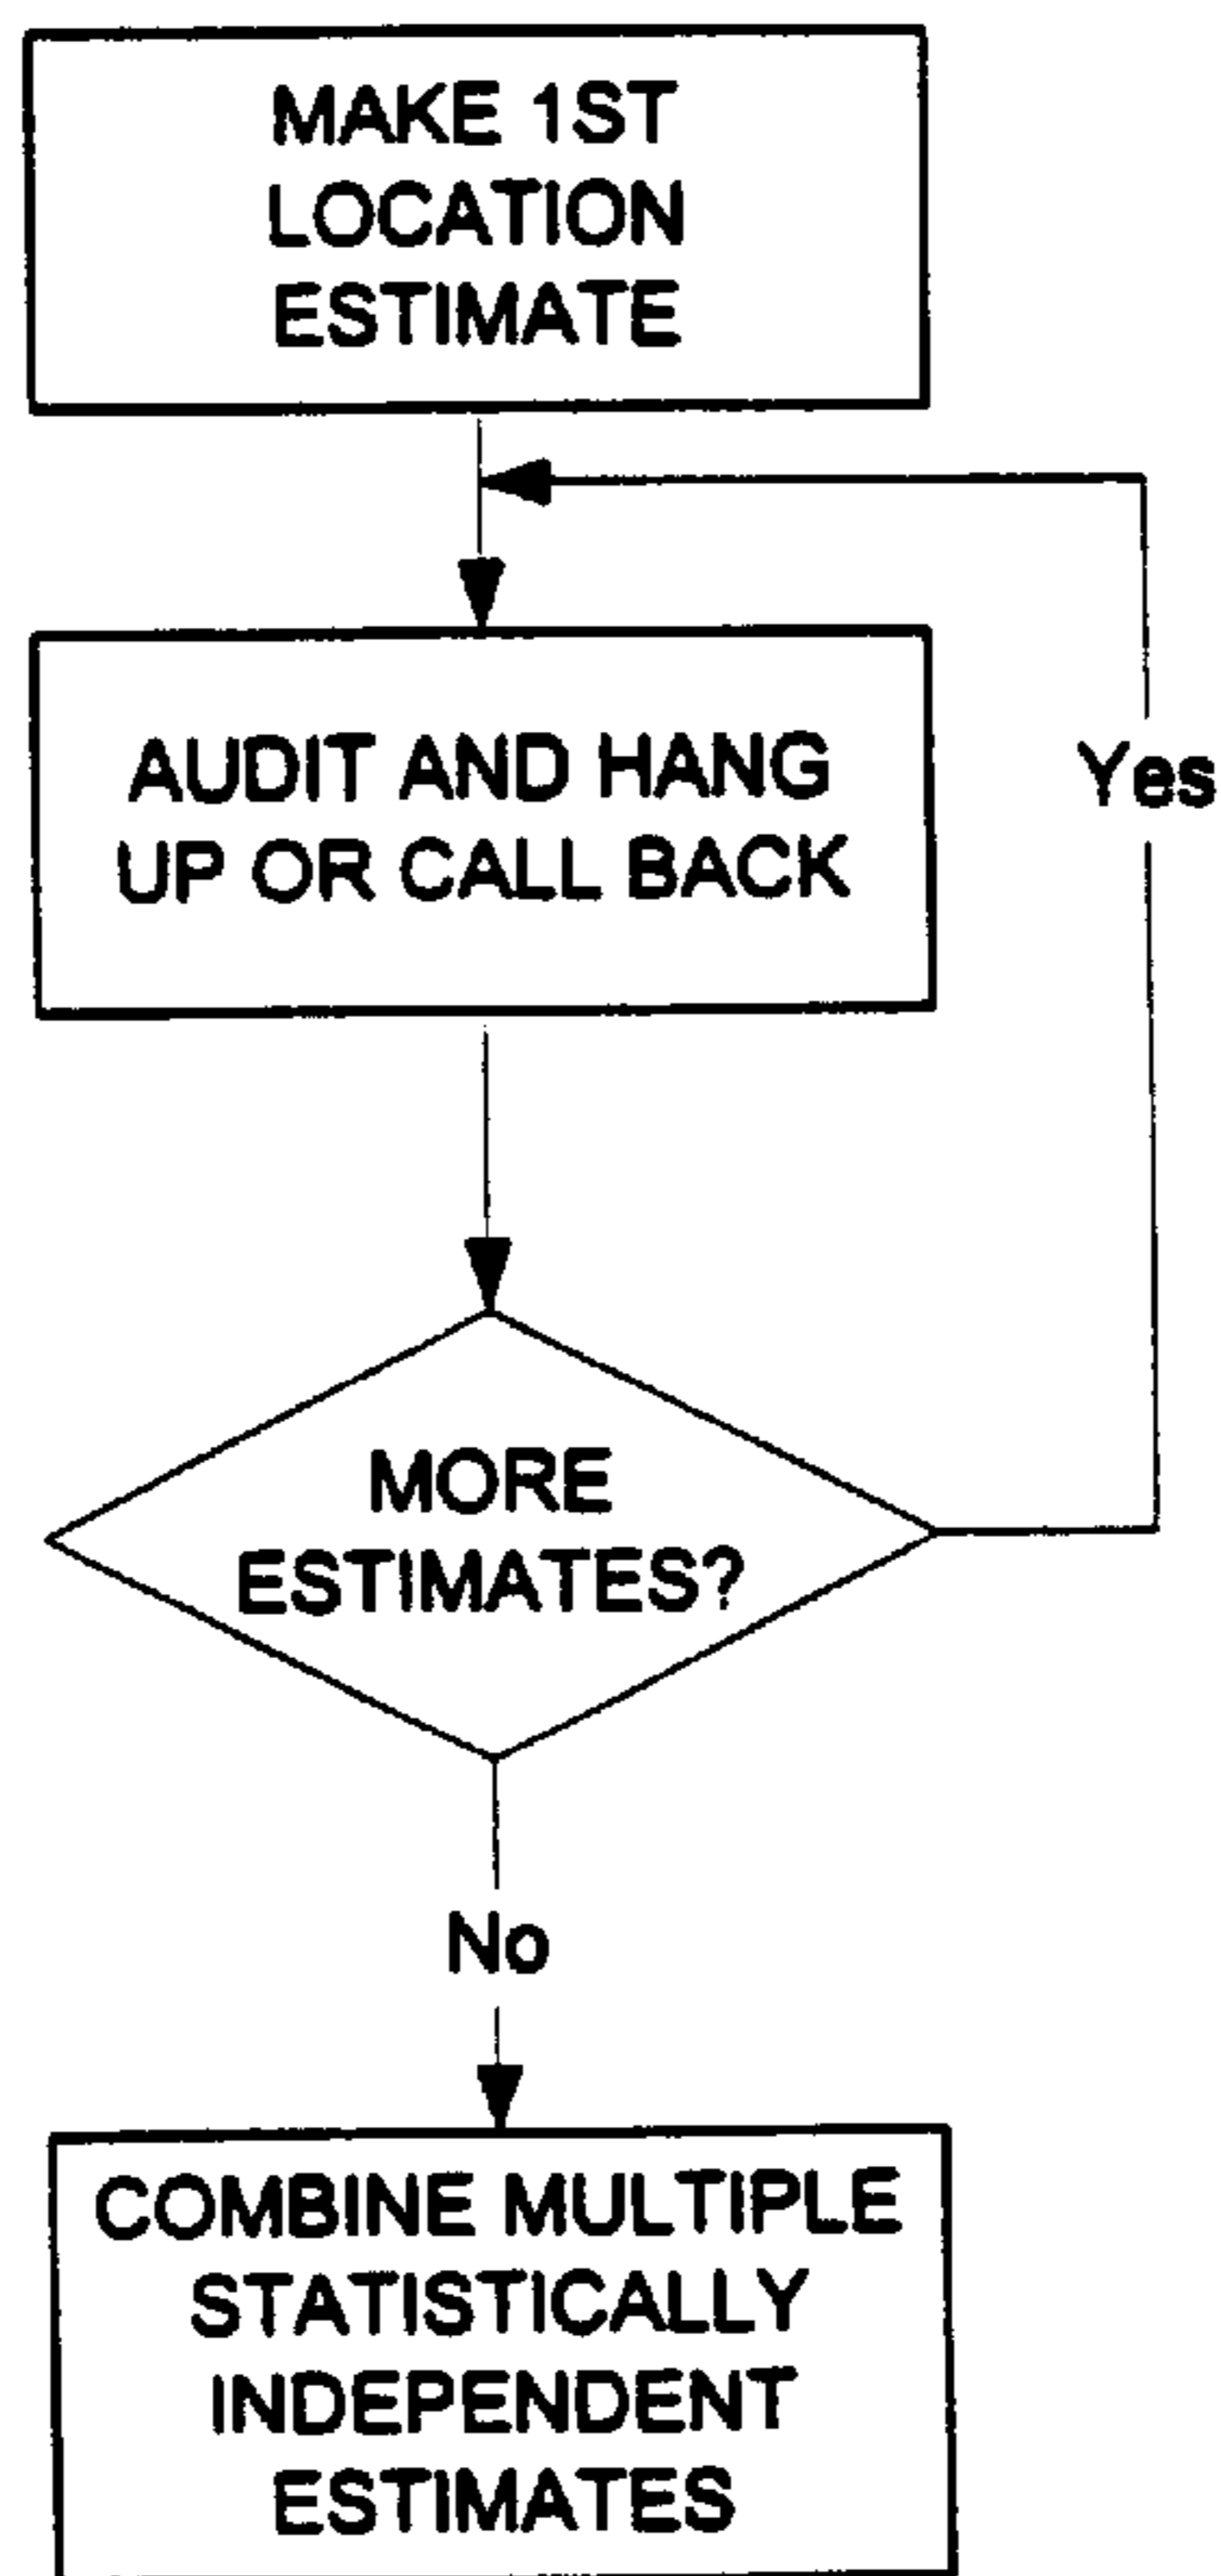 MAKE 1ST
LOCATION
ESTIMATE
AUDIT AND HANG
UP OR CALL BACK
Yes
MORE
ESTIMATES?
No
COMBINE MULTIPLE
STATISTICALLY
INDEPENDENT
ESTIMATES